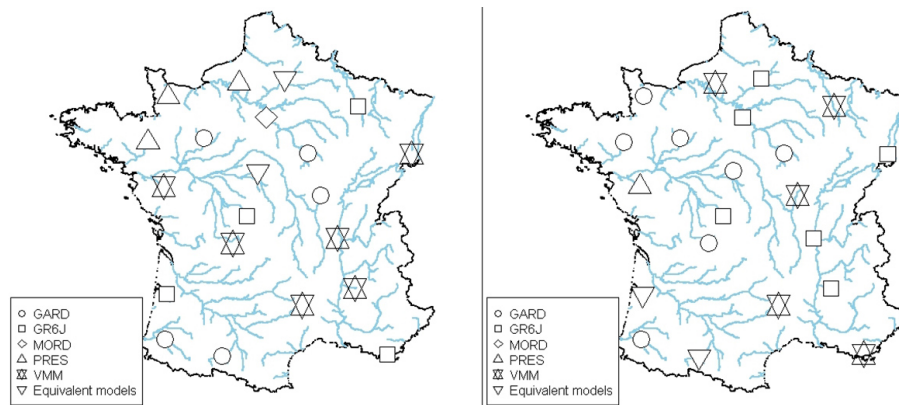 GARD
GR6J
MORD
PRES
VMM
Equivalent models
GARD
GR6J
MORD
PRES
VMM
Equivalent models